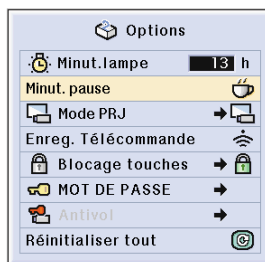 Options
Minut.lampe 13 h
Minut. pause
Mode PRJ
Enreg. Télécommande
Blocage touches
MOT DE PASSE
Antivol
Réinitialiser tout